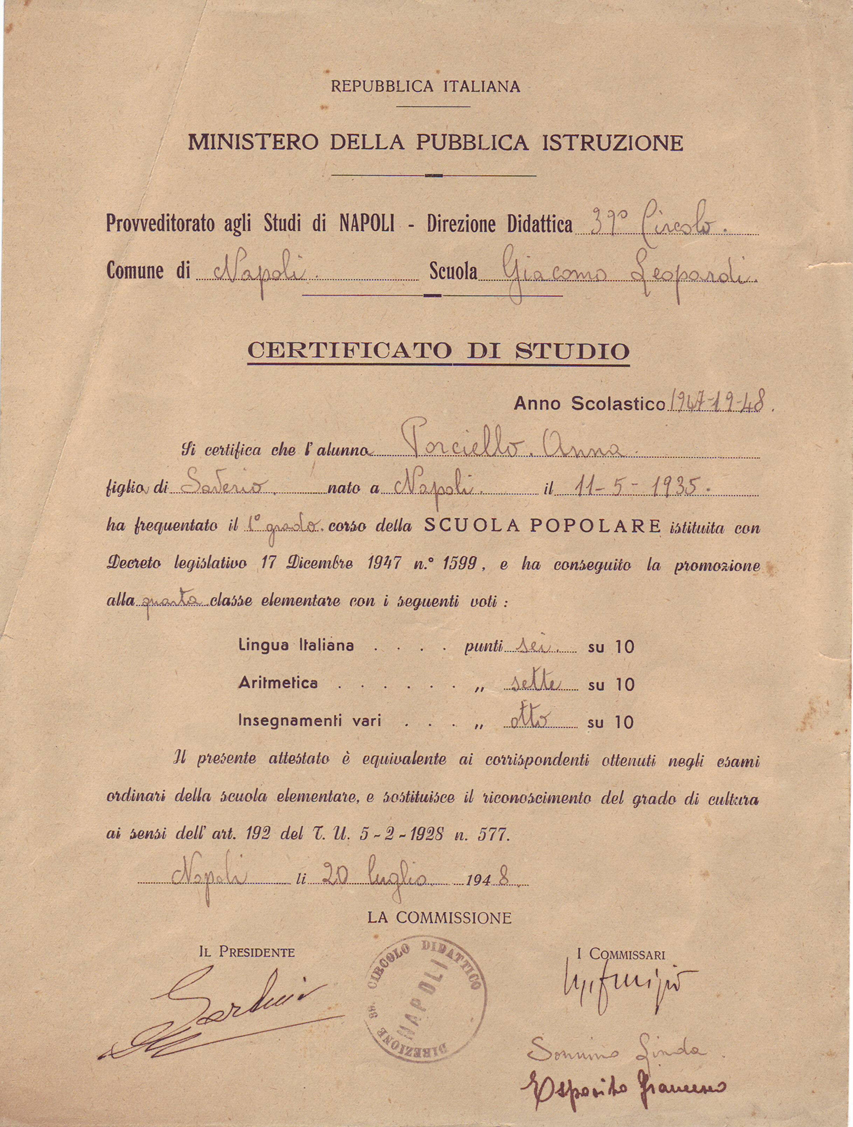 REPUBBLICA ITALIANA
MINISTERO DELLA PUBBLICA ISTRUZIONE
Provveditorato agli Studi di NAPOLI - Direzione Didattica 39° Circolo.
Comune di Napoli. Scuola Giacomo Leopardi.
CERTIFICATO DI STUDIO
Anno Scolastico 1947-19-48.
Si certifica che l'alunna Porciello Anna
figlia di Saverio. nato a Napoli. il 11-5-1935.
ha frequentato il 1° grado. corso della SCUOLA POPOLARE istituita con
Decreto legislativo 17 Dicembre 1947 n.° 1599, e ha conseguito la promozione
alla quarta classe elementare con i seguenti voti :
Lingua Italiana . . . . punti sei. su 10
Aritmetica . . . . . . „ sette su 10
Insegnamenti vari . . . „ otto su 10
Il presente attestato è equivalente ai corrispondenti ottenuti negli esami
ordinari della scuola elementare, e sostituisce il riconoscimento del grado di cultura
ai sensi dell' art. 192 del T. U. 5-2-1928 n. 577.
Napoli li 20 luglio 1948.
LA COMMISSIONE
IL PRESIDENTE
I COMMISSARI
DIREZIONE CIRCOLO DIDATTICO
NAPOLI
Sonnino Linda
Esposito Francesco